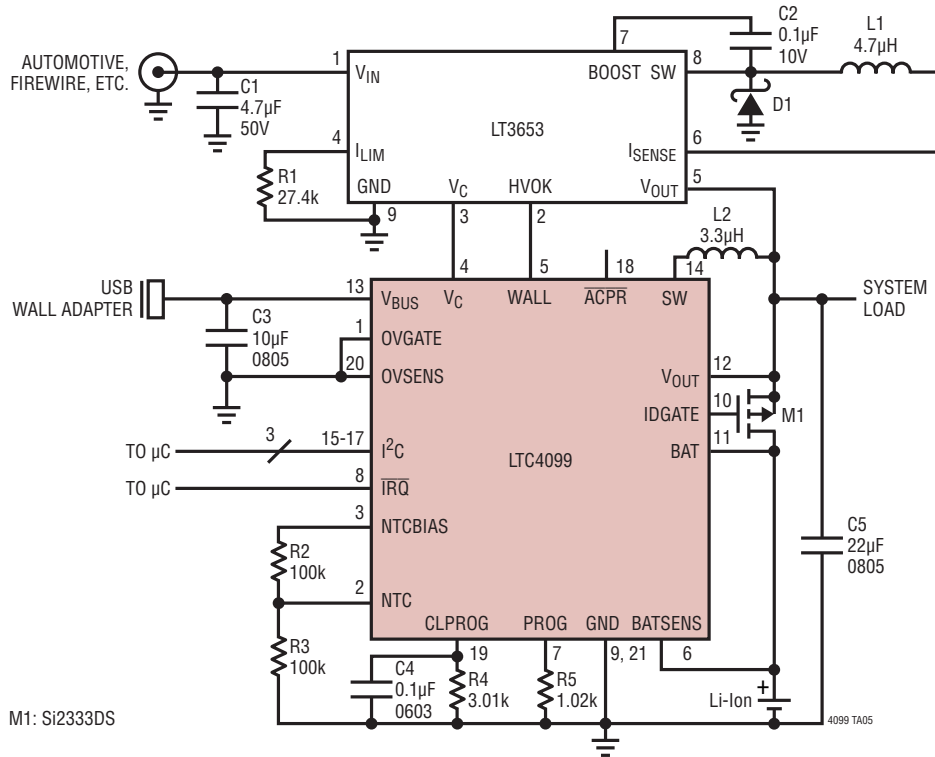 AUTOMOTIVE,
FIREWIRE, ETC.
C1
4.7µF
50V
1
VIN
4
ILIM
R1
27.4k
GND
9
LT3653
VC
3
HVOK
2
7
BOOST
SW
8
C2
0.1µF
10V
L1
4.7µH
D1
ISENSE
6
VOUT
5
L2
3.3µH
USB
WALL ADAPTER
C3
10µF
0805
13
VBUS
4
VC
5
WALL
18
ACPR
14
SW
SYSTEM
LOAD
1
OVGATE
20
OVSENS
VOUT
12
IDGATE
10
M1
BAT
11
TO µC
3
15-17
I2C
TO µC
8
IRQ
LTC4099
3
NTCBIAS
R2
100k
2
NTC
R3
100k
C5
22µF
0805
CLPROG
19
PROG
7
GND
9, 21
BATSENS
6
C4
0.1µF
0603
R4
3.01k
R5
1.02k
Li-Ion
+
M1: Si2333DS
4099 TA05